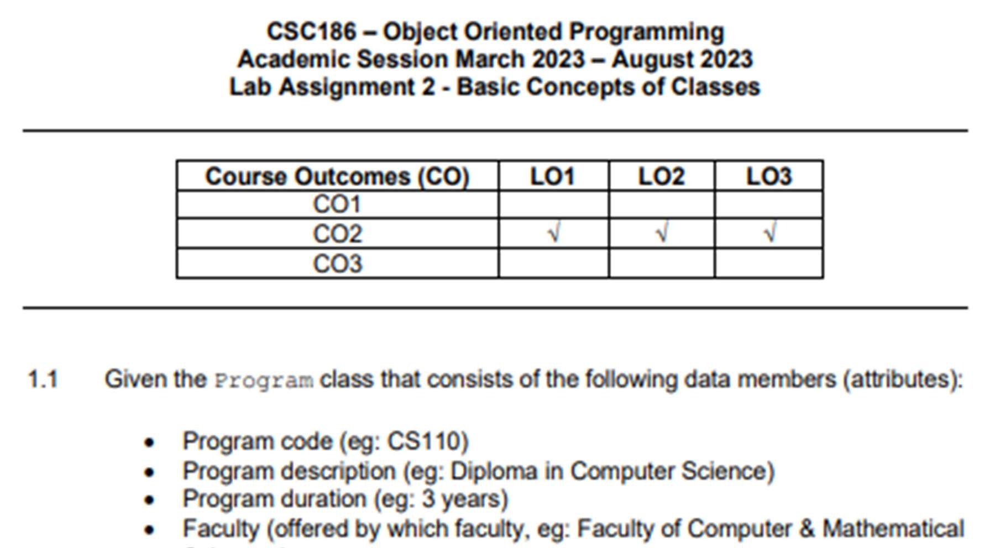 CSC186 – Object Oriented Programming
Academic Session March 2023 – August 2023
Lab Assignment 2 - Basic Concepts of Classes
Course Outcomes (CO) LO1 LO2 LO3
CO1
CO2 √ √ √
CO3
1.1 Given the Program class that consists of the following data members (attributes):
• Program code (eg: CS110)
• Program description (eg: Diploma in Computer Science)
• Program duration (eg: 3 years)
• Faculty (offered by which faculty, eg: Faculty of Computer & Mathematical